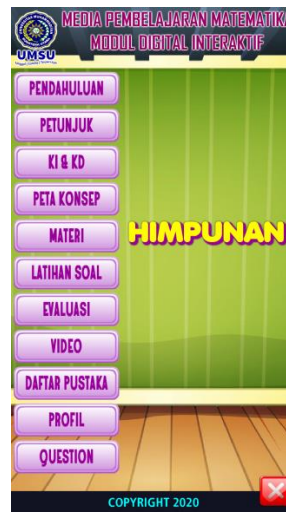 MEDIA PEMBELAJARAN MATEMATIKA
MODUL DIGITAL INTERAKTIF
UMSU
PENDAHULUAN
PETUNJUK
KI & KD
PETA KONSEP
MATERI
HIMPUNAN
LATIHAN SOAL
EVALUASI
VIDEO
DAFTAR PUSTAKA
PROFIL
QUESTION
COPYRIGHT 2020